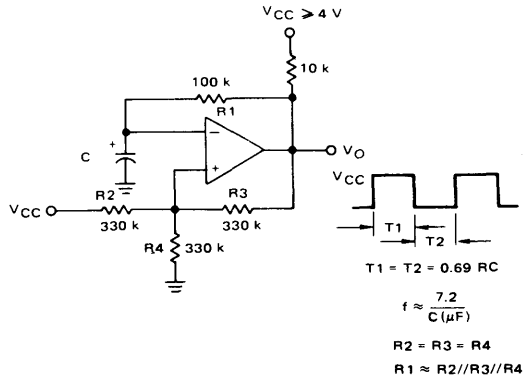 VCC ⩾ 4 V
10 k
100 k
R1
+
C
−
+
VO
VCC
R2
330 k
R3
330 k
R4
330 k
VCC
T1
T2
T1 = T2 = 0.69 RC
f ≈ 7.2
C(μF)
R2 = R3 = R4
R1 ≈ R2//R3//R4